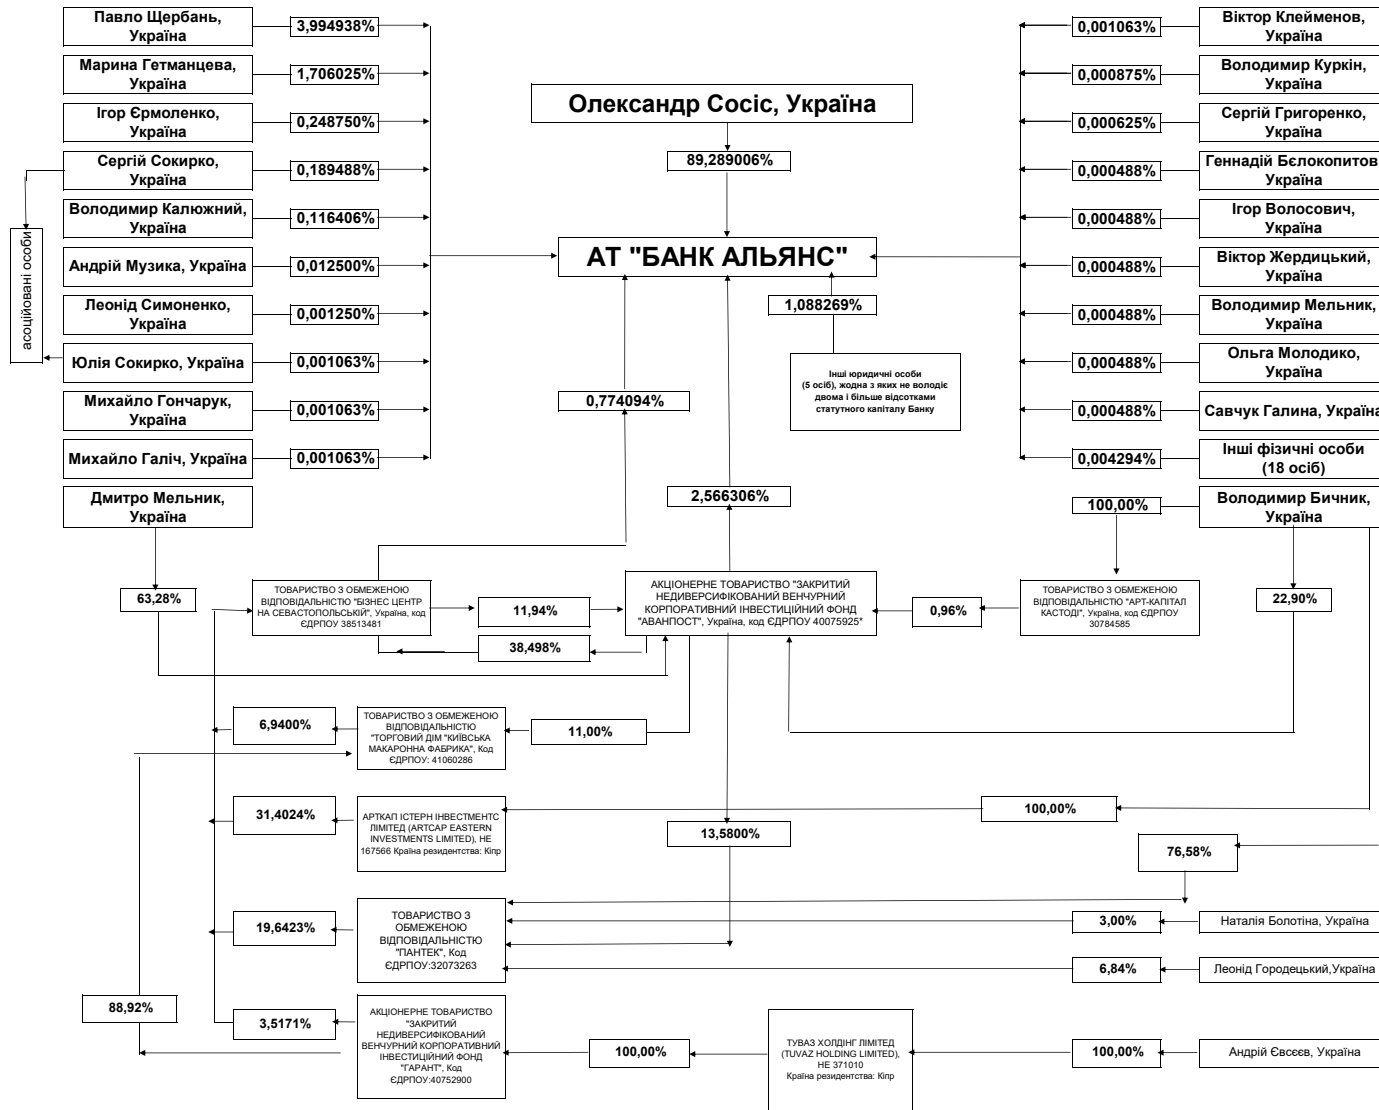 Павло Щербань,
Україна
3,994938%
Марина Гетманцева,
Україна
1,706025%
Ігор Єрмоленко,
Україна
0,248750%
Сергій Сокирко,
Україна
0,189488%
Володимир Калюжний,
Україна
0,116406%
Андрій Музика, Україна
0,012500%
Леонід Симоненко,
Україна
0,001250%
Юлія Сокирко, Україна
0,001063%
Михайло Гончарук,
Україна
0,001063%
Михайло Галіч, Україна
0,001063%
асоційовані особи
Дмитро Мельник,
Україна
Олександр Сосіс, Україна
89,289006%
АТ "БАНК АЛЬЯНС"
1,088269%
Інші юридичні особи
(5 осіб), жодна з яких не володіє
двома і більше відсотками
статутного капіталу Банку
0,774094%
2,566306%
0,001063%
Віктор Клейменов,
Україна
0,000875%
Володимир Куркін,
Україна
0,000625%
Сергій Григоренко,
Україна
0,000488%
Геннадій Бєлокопитов
Україна
0,000488%
Ігор Волосович,
Україна
0,000488%
Віктор Жердицький,
Україна
0,000488%
Володимир Мельник,
Україна
0,000488%
Ольга Молодико,
Україна
0,000488%
Савчук Галина, Україна
0,004294%
Інші фізичні особи
(18 осіб)
100,00%
Володимир Бичник,
Україна
63,28%
ТОВАРИСТВО З ОБМЕЖЕНОЮ
ВІДПОВІДАЛЬНІСТЮ "БІЗНЕС ЦЕНТР
НА СЕВАСТОПОЛЬСЬКІЙ", Україна, код
ЄДРПОУ 38513481
11,94%
38,498%
АКЦІОНЕРНЕ ТОВАРИСТВО "ЗАКРИТИЙ
НЕДИВЕРСИФІКОВАНИЙ ВЕНЧУРНИЙ
КОРПОРАТИВНИЙ ІНВЕСТИЦІЙНИЙ ФОНД
"АВАНПОСТ", Україна, код ЄДРПОУ 40075925*
0,96%
ТОВАРИСТВО З ОБМЕЖЕНОЮ
ВІДПОВІДАЛЬНІСТЮ "АРТ-КАПІТАЛ
КАСТОДІ", Україна, код ЄДРПОУ
30784585
22,90%
6,9400%
ТОВАРИСТВО З ОБМЕЖЕНОЮ
ВІДПОВІДАЛЬНІСТЮ
"ТОРГОВИЙ ДІМ "КИЇВСЬКА
МАКАРОННА ФАБРИКА", Код
ЄДРПОУ: 41060286
11,00%
31,4024%
АРТКАП ІСТЕРН ІНВЕСТМЕНТС
ЛІМІТЕД (ARTCAP EASTERN
INVESTMENTS LIMITED), НЕ
167566 Країна резидентства: Кіпр
100,00%
13,5800%
76,58%
19,6423%
ТОВАРИСТВО З
ОБМЕЖЕНОЮ
ВІДПОВІДАЛЬНІСТЮ
"ПАНТЕК", Код
ЄДРПОУ:32073263
3,00%
Наталія Болотіна, Україна
6,84%
Леонід Городецький,Україна
88,92%
3,5171%
АКЦІОНЕРНЕ ТОВАРИСТВО
"ЗАКРИТИЙ
НЕДИВЕРСИФІКОВАНИЙ
ВЕНЧУРНИЙ КОРПОРАТИВНИЙ
ІНВЕСТИЦІЙНИЙ ФОНД
"ГАРАНТ", Код
ЄДРПОУ:40752900
100,00%
ТУВАЗ ХОЛДІНГ ЛІМІТЕД
(TUVAZ HOLDING LIMITED),
НЕ 371010
Країна резидентства: Кіпр
100,00%
Андрій Євсєєв, Україна